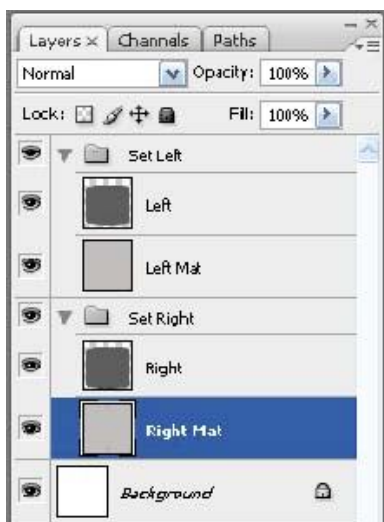 Layers × Channels Paths
Normal Opacity: 100%
Lock: Fill: 100%
Set Left
Left
Left Mat
Set Right
Right
Right Mat
Background